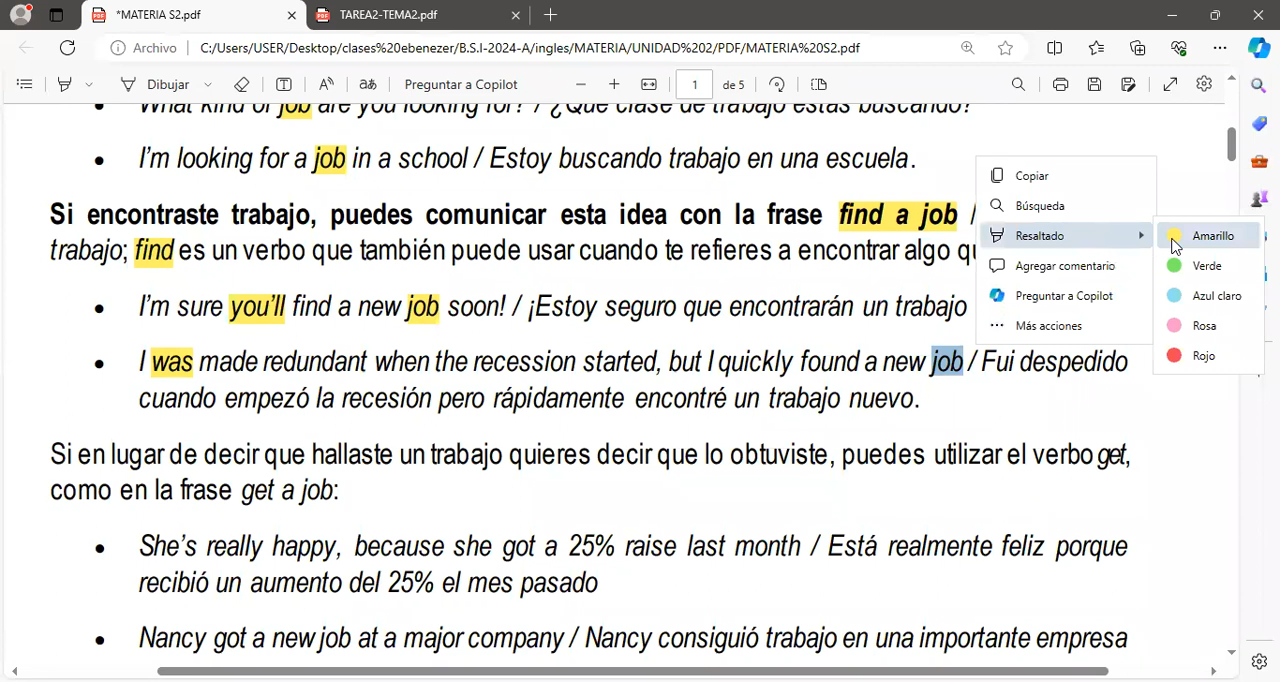 *MATERIA S2.pdf
TAREA2-TEMA2.pdf
Archivo
C:/Users/USER/Desktop/clases%20ebenezer/B.S.I-2024-A/ingles/MATERIA/UNIDAD%202/PDF/MATERIA%20S2.pdf
Dibujar
Preguntar a Copilot
1
de 5
What kind of job are you looking for? / ¿Qué clase de trabajo estás buscando?
I'm looking for a job in a school / Estoy buscando trabajo en una escuela.
Si encontraste trabajo, puedes comunicar esta idea con la frase find a job /
trabajo; find es un verbo que también puede usar cuando te refieres a encontrar algo
I'm sure you'll find a new job soon! / ¡Estoy seguro que encontrarán un trabajo
I was made redundant when the recession started, but I quickly found a new job / Fui despedido
cuando empezó la recesión pero rápidamente encontré un trabajo nuevo.
Si en lugar de decir que hallaste un trabajo quieres decir que lo obtuviste, puedes utilizar el verbo get,
como en la frase get a job:
She's really happy, because she got a 25% raise last month / Está realmente feliz porque
recibió un aumento del 25% el mes pasado
Nancy got a new job at a major company / Nancy consiguió trabajo en una importante empresa
Copiar
Búsqueda
Resaltado
Agregar comentario
Preguntar a Copilot
Más acciones
Amarillo
Verde
Azul claro
Rosa
Rojo